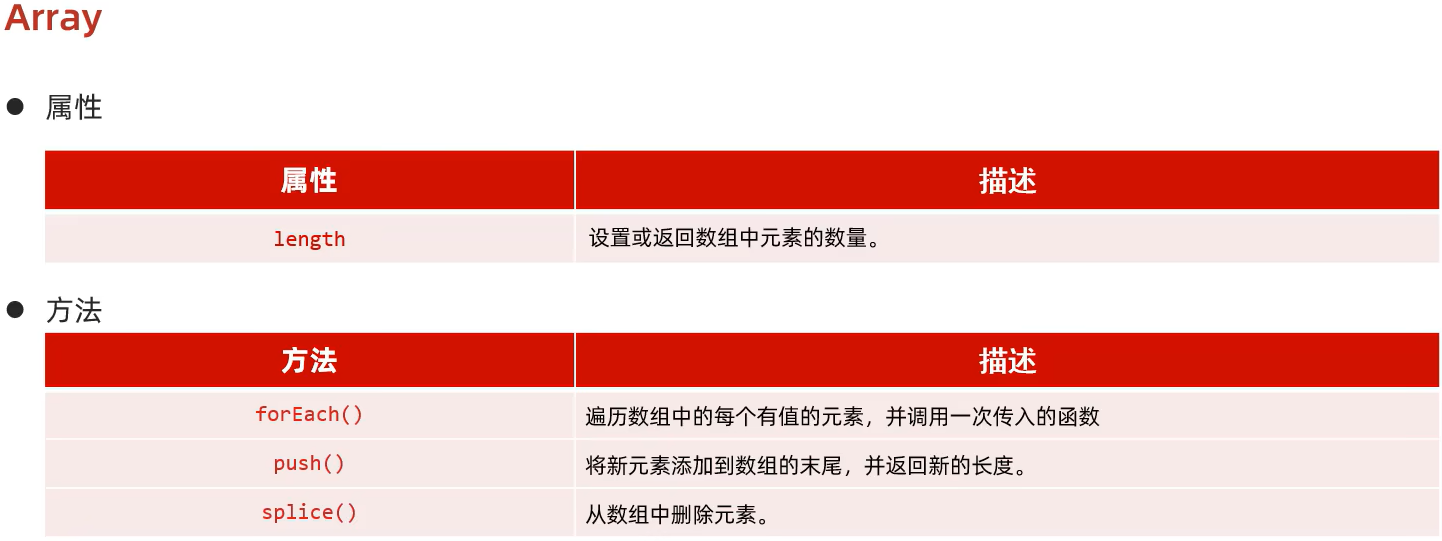 Array
● 属性
属性 描述
length 设置或返回数组中元素的数量。
● 方法
方法 描述
forEach() 遍历数组中的每个有值的元素，并调用一次传入的函数
push() 将新元素添加到数组的末尾，并返回新的长度。
splice() 从数组中删除元素。